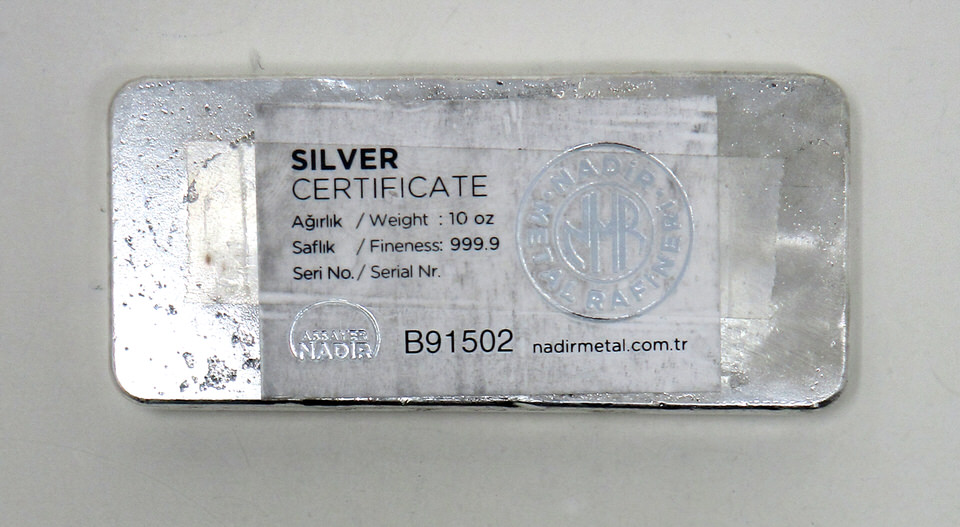 SILVER
CERTIFICATE
Ağırlık / Weight : 10 oz
Saflık / Fineness: 999.9
Seri No. / Serial Nr.
NADİR METAL RAFİNERİ
NMR
ASSAYER
NADİR
B91502
nadirmetal.com.tr